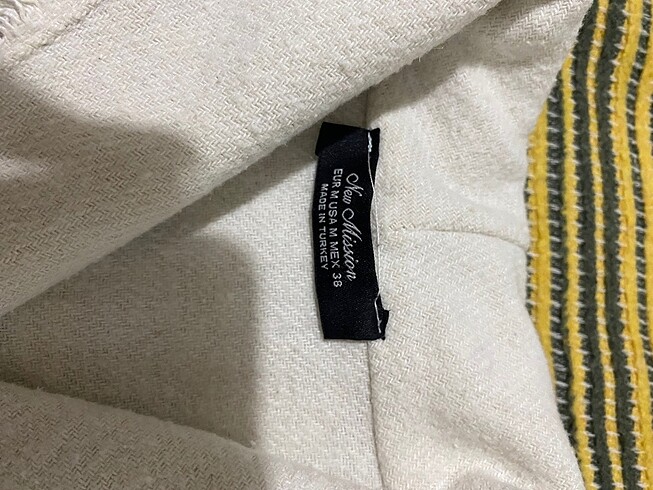 New Mission
EUR M USA M MEX 38
MADE IN TURKEY